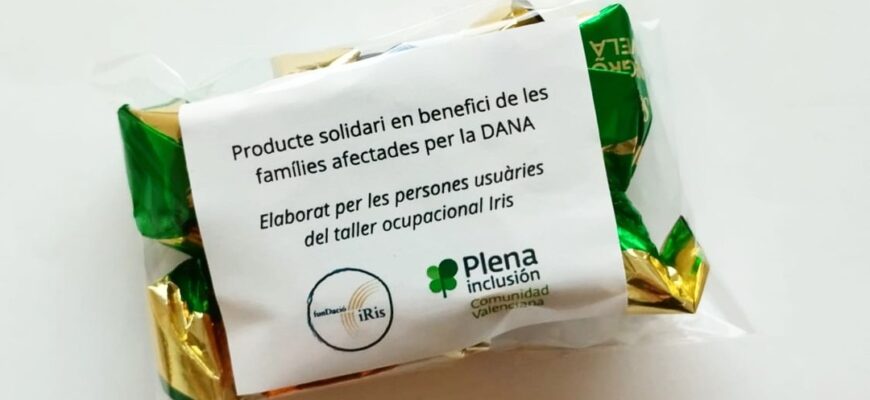 Producte solidari en benefici de les
famílies afectades per la DANA
Elaborat per les persones usuàries
del taller ocupacional Iris
funDació
iRis
Plena
inclusión
Comunidad
Valenciana